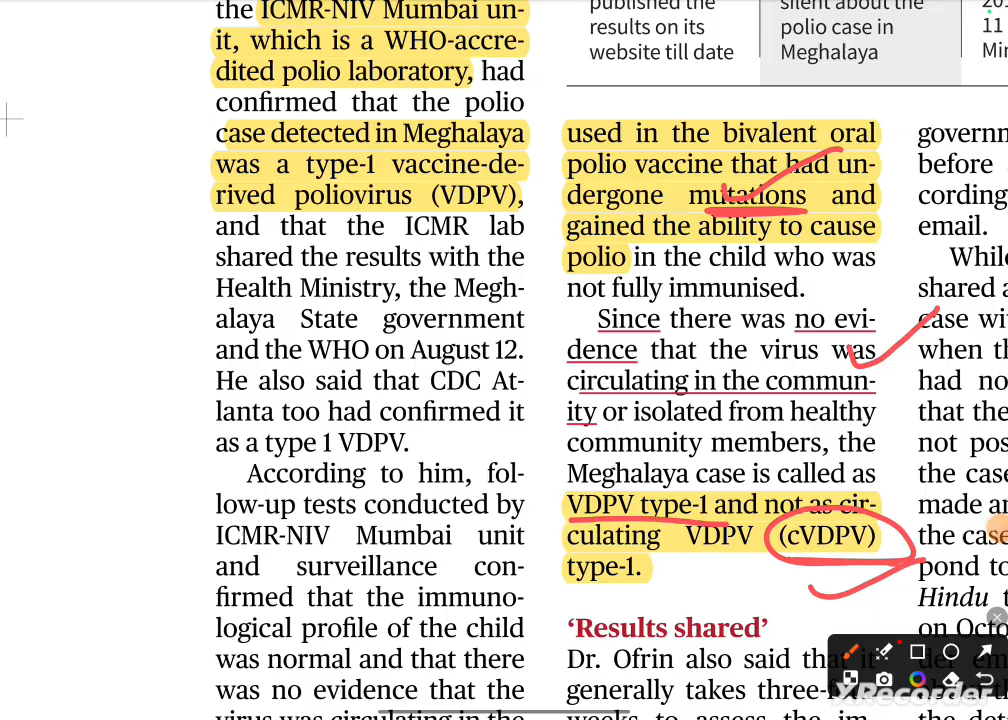 the ICMR-NIV Mumbai un-
it, which is a WHO-accre-
dited polio laboratory, had
confirmed that the polio
case detected in Meghalaya
was a type-1 vaccine-de-
rived poliovirus (VDPV),
and that the ICMR lab
shared the results with the
Health Ministry, the Megh-
alaya State government
and the WHO on August 12.
He also said that CDC At-
lanta too had confirmed it
as a type 1 VDPV.
According to him, fol-
low-up tests conducted by
ICMR-NIV Mumbai unit
and surveillance con-
firmed that the immuno-
logical profile of the child
was normal and that there
was no evidence that the
virus was circulating in the
published the
results on its
website till date
silent about the
polio case in
Meghalaya
11
used in the bivalent oral
polio vaccine that had un-
dergone mutations and
gained the ability to cause
polio in the child who was
not fully immunised.
Since there was no evi-
dence that the virus was
circulating in the commun-
ity or isolated from healthy
community members, the
Meghalaya case is called as
VDPV type-1 and not as cir-
culating VDPV (cVDPV)
type-1.
‘Results shared’
Dr. Ofrin also said that it
generally takes three-
weeks to assess the im-
before
email.
While
shared
case
when
had
that the
not
the
made
the case
Hindu
on
XRecorder